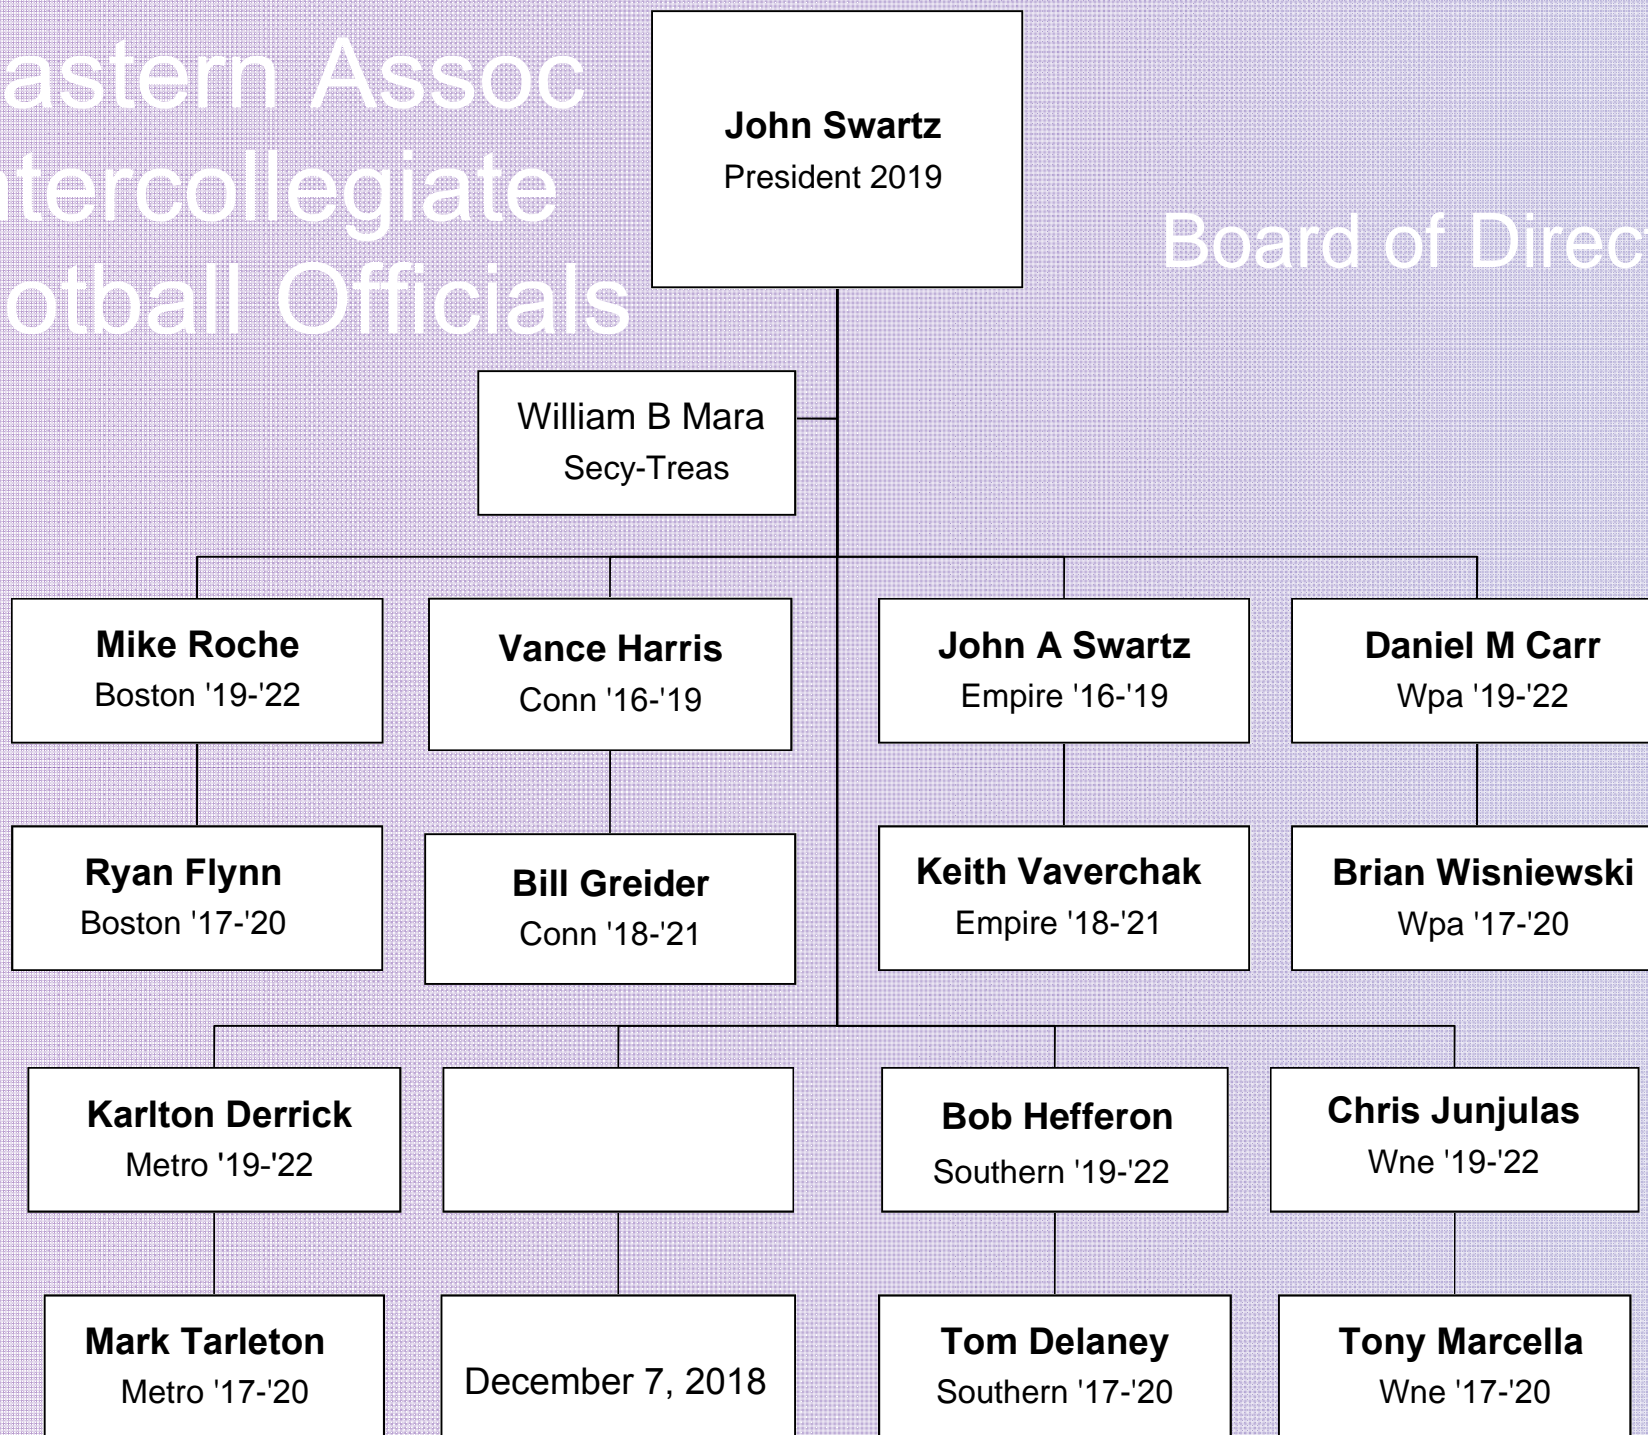 astern Assoc
ntercollegiate
otball Officials
Board of Direct
John Swartz
President 2019
William B Mara
Secy-Treas
Mike Roche
Boston '19-'22
Vance Harris
Conn '16-'19
John A Swartz
Empire '16-'19
Daniel M Carr
Wpa '19-'22
Ryan Flynn
Boston '17-'20
Bill Greider
Conn '18-'21
Keith Vaverchak
Empire '18-'21
Brian Wisniewski
Wpa '17-'20
Karlton Derrick
Metro '19-'22
Bob Hefferon
Southern '19-'22
Chris Junjulas
Wne '19-'22
Mark Tarleton
Metro '17-'20
December 7, 2018
Tom Delaney
Southern '17-'20
Tony Marcella
Wne '17-'20